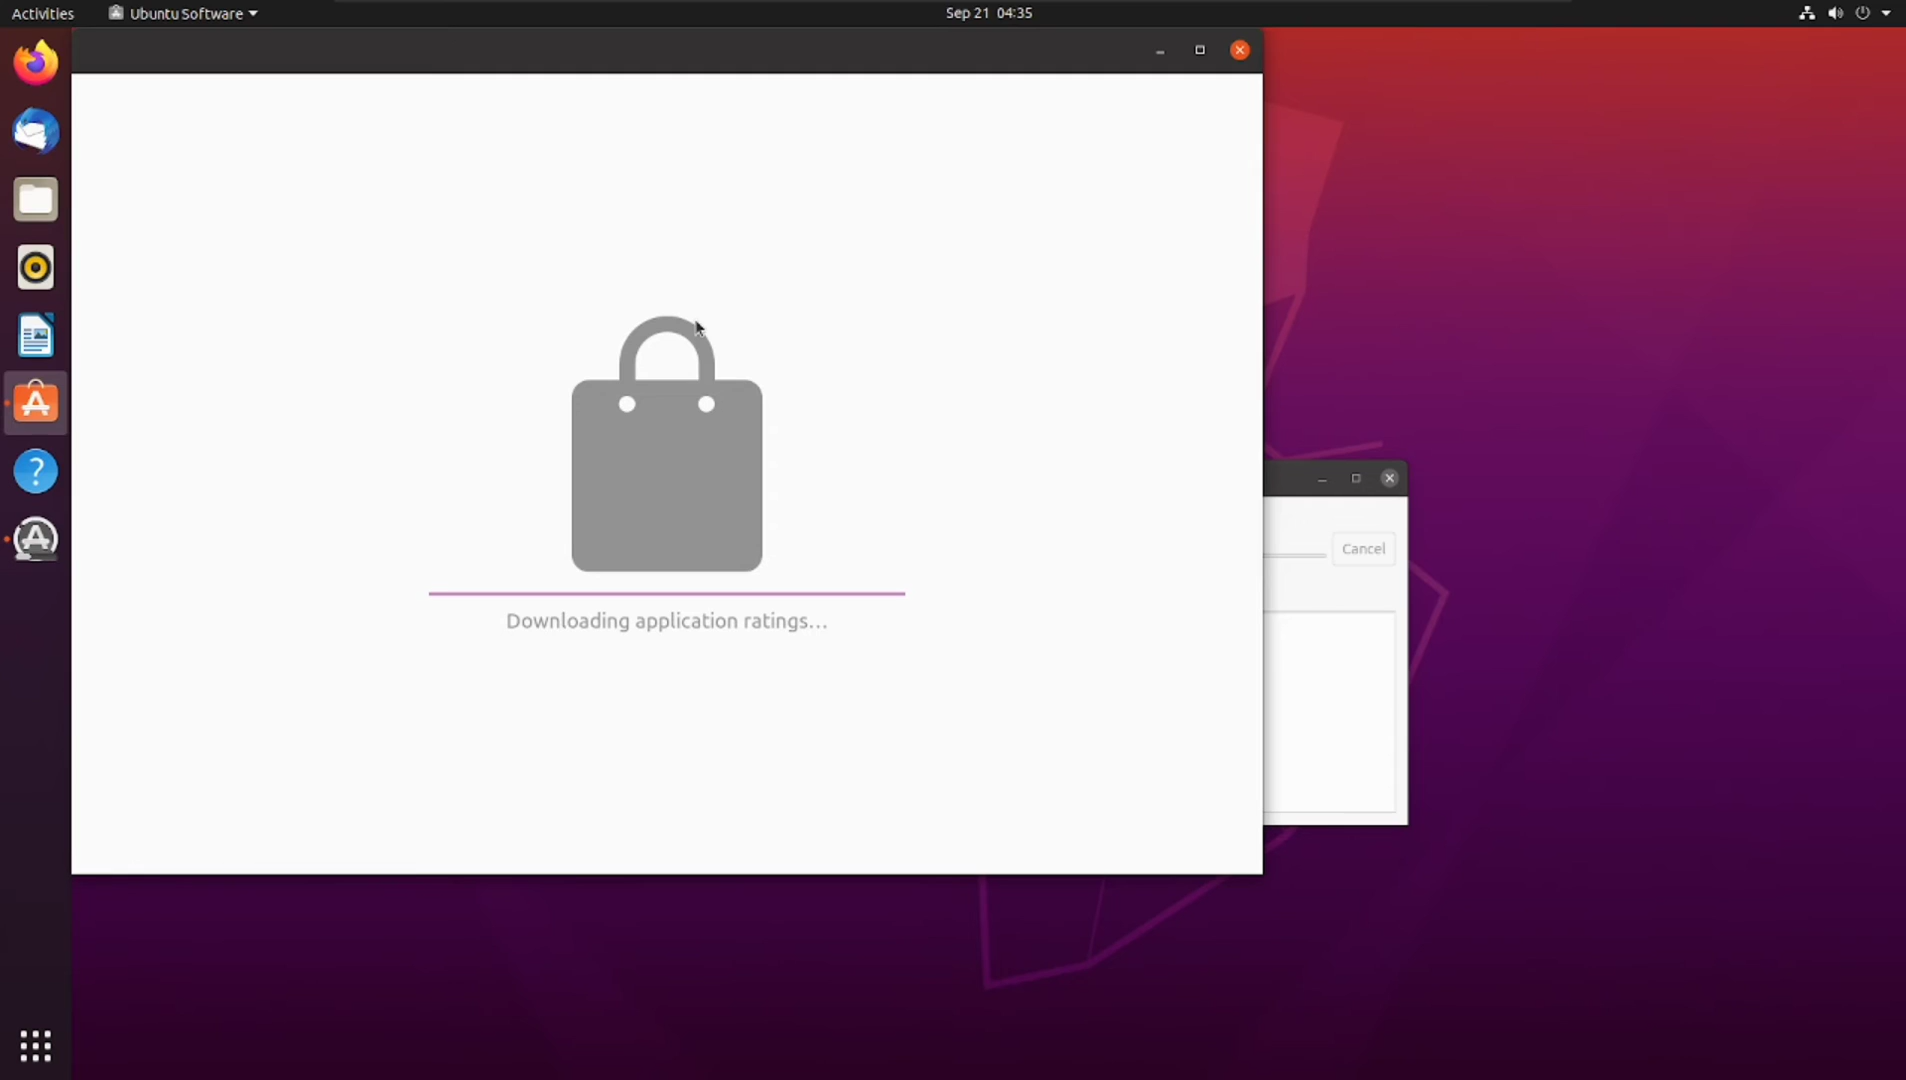 Activities
Ubuntu Software
Sep 21 04:35
Cancel
Downloading application ratings...